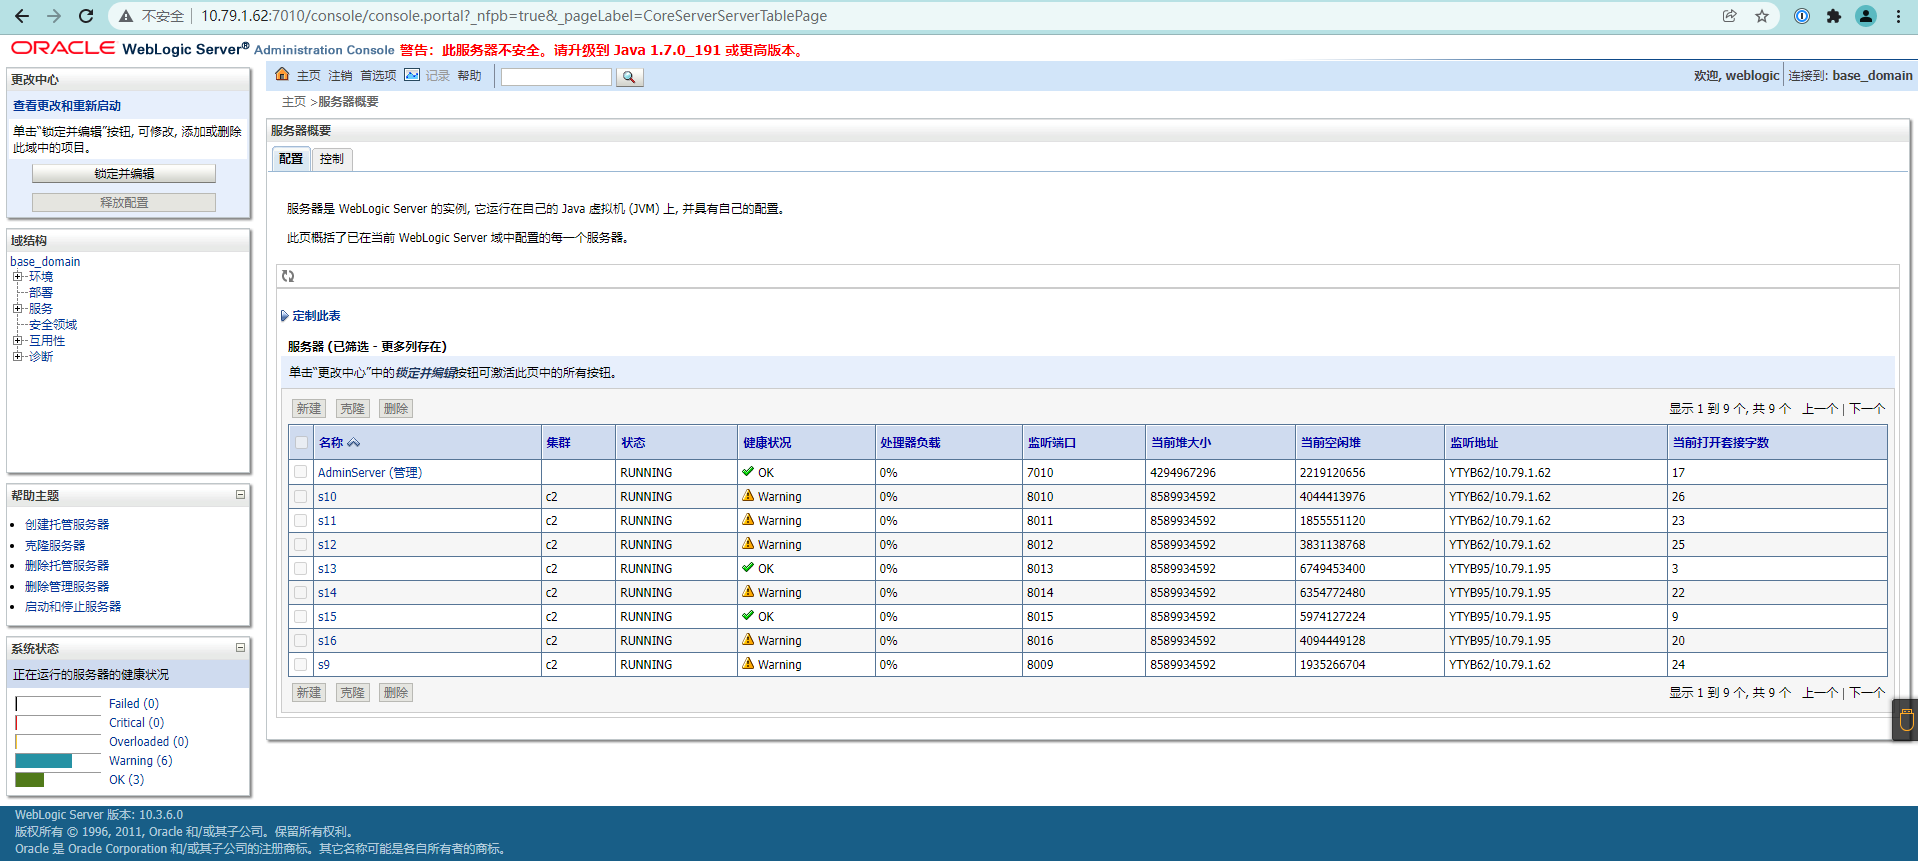 不安全 10.79.1.62:7010/console/console.portal?_nfpb=true&_pageLabel=CoreServerServerTablePage
ORACLE WebLogic Server® Administration Console 警告: 此服务器不安全。请升级到 Java 1.7.0_191 或更高版本。
更改中心
查看更改和重新启动
单击“锁定并编辑”按钮, 可修改, 添加或删除
此域中的项目。
锁定并编辑
释放配置
域结构
base_domain
环境
部署
服务
安全领域
互用性
诊断
帮助主题
创建托管服务器
克隆服务器
删除托管服务器
删除管理服务器
启动和停止服务器
系统状态
正在运行的服务器的健康状况
Failed (0)
Critical (0)
Overloaded (0)
Warning (6)
OK (3)
主页 注销 首选项 记录 帮助
欢迎, weblogic 连接到: base_domain
主页 >服务器概要
服务器概要
配置 控制
服务器是 WebLogic Server 的实例, 它运行在自己的 Java 虚拟机 (JVM) 上, 并具有自己的配置。
此页概括了已在当前 WebLogic Server 域中配置的每一个服务器。
定制此表
服务器 (已筛选 - 更多列存在)
单击“更改中心”中的锁定并编辑按钮可激活此页中的所有按钮。
新建 克隆 删除 显示 1 到 9 个, 共 9 个 上一个 | 下一个
名称 集群 状态 健康状况 处理器负载 监听端口 当前堆大小 当前空闲堆 监听地址 当前打开套接字数
AdminServer (管理) RUNNING OK 0% 7010 4294967296 2219120656 YTYB62/10.79.1.62 17
s10 c2 RUNNING Warning 0% 8010 8589934592 4044413976 YTYB62/10.79.1.62 26
s11 c2 RUNNING Warning 0% 8011 8589934592 1855551120 YTYB62/10.79.1.62 23
s12 c2 RUNNING Warning 0% 8012 8589934592 3831138768 YTYB62/10.79.1.62 25
s13 c2 RUNNING OK 0% 8013 8589934592 6749453400 YTYB95/10.79.1.95 3
s14 c2 RUNNING Warning 0% 8014 8589934592 6354772480 YTYB95/10.79.1.95 22
s15 c2 RUNNING OK 0% 8015 8589934592 5974127224 YTYB95/10.79.1.95 9
s16 c2 RUNNING Warning 0% 8016 8589934592 4094449128 YTYB95/10.79.1.95 20
s9 c2 RUNNING Warning 0% 8009 8589934592 1935266704 YTYB62/10.79.1.62 24
新建 克隆 删除 显示 1 到 9 个, 共 9 个 上一个 | 下一个
WebLogic Server 版本: 10.3.6.0
版权所有 © 1996, 2011, Oracle 和/或其子公司。保留所有权利。
Oracle 是 Oracle Corporation 和/或其子公司的注册商标。其它名称可能是各自所有者的商标。